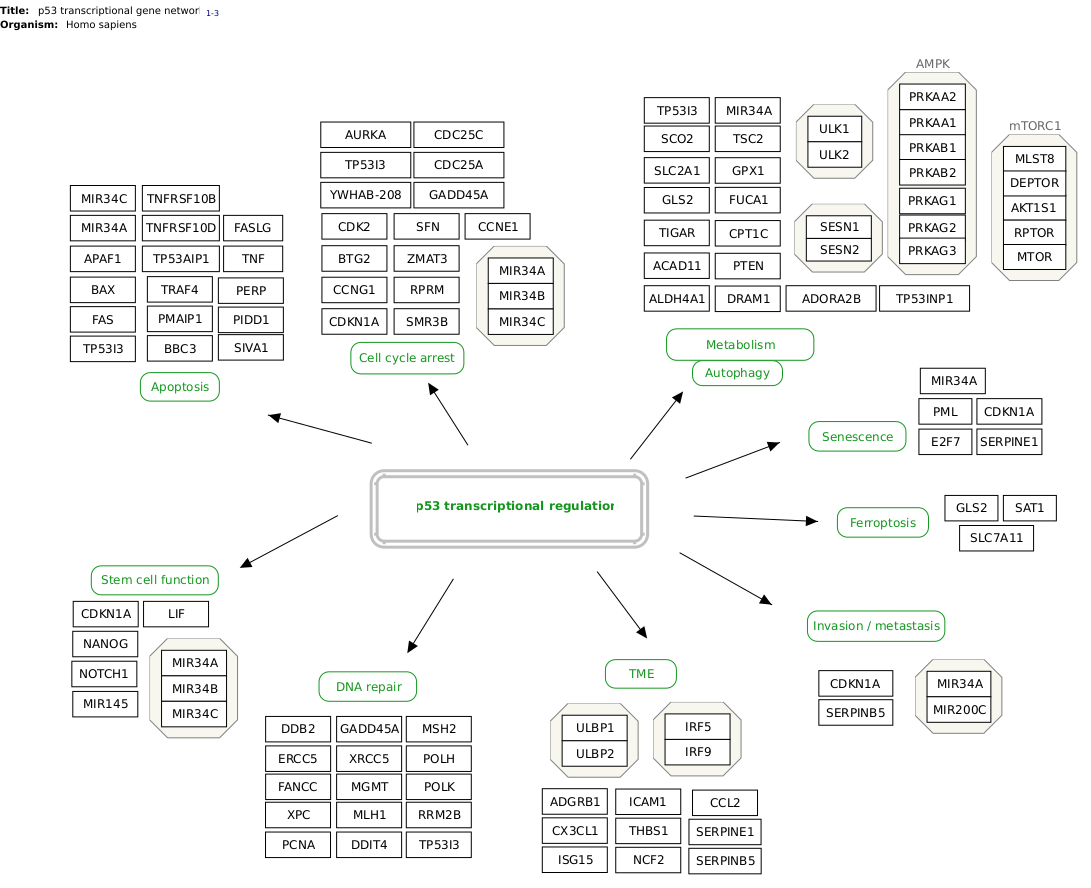 Title: p53 transcriptional gene network 1-3
Organism: Homo sapiens
AMPK
PRKAA2
PRKAA1
PRKAB1
PRKAB2
PRKAG1
PRKAG2
PRKAG3
mTORC1
MLST8
DEPTOR
AKT1S1
RPTOR
MTOR
TP53I3 MIR34A
SCO2 TSC2
SLC2A1 GPX1
GLS2 FUCA1
TIGAR CPT1C
ACAD11 PTEN
ALDH4A1 DRAM1 ADORA2B TP53INP1
ULK1
ULK2
SESN1
SESN2
Metabolism
Autophagy
AURKA CDC25C
TP53I3 CDC25A
YWHAB-208 GADD45A
CDK2 SFN CCNE1
BTG2 ZMAT3
CCNG1 RPRM
CDKN1A SMR3B
MIR34A
MIR34B
MIR34C
Cell cycle arrest
MIR34C TNFRSF10B
MIR34A TNFRSF10D FASLG
APAF1 TP53AIP1 TNF
BAX TRAF4 PERP
FAS PMAIP1 PIDD1
TP53I3 BBC3 SIVA1
Apoptosis
MIR34A
PML CDKN1A
E2F7 SERPINE1
Senescence
p53 transcriptional regulation
GLS2 SAT1
SLC7A11
Ferroptosis
Stem cell function
CDKN1A LIF
NANOG
NOTCH1
MIR145
MIR34A
MIR34B
MIR34C
Invasion / metastasis
CDKN1A
SERPINB5
MIR34A
MIR200C
DNA repair
DDB2 GADD45A MSH2
ERCC5 XRCC5 POLH
FANCC MGMT POLK
XPC MLH1 RRM2B
PCNA DDIT4 TP53I3
TME
ULBP1
ULBP2
IRF5
IRF9
ADGRB1 ICAM1 CCL2
CX3CL1 THBS1 SERPINE1
ISG15 NCF2 SERPINB5